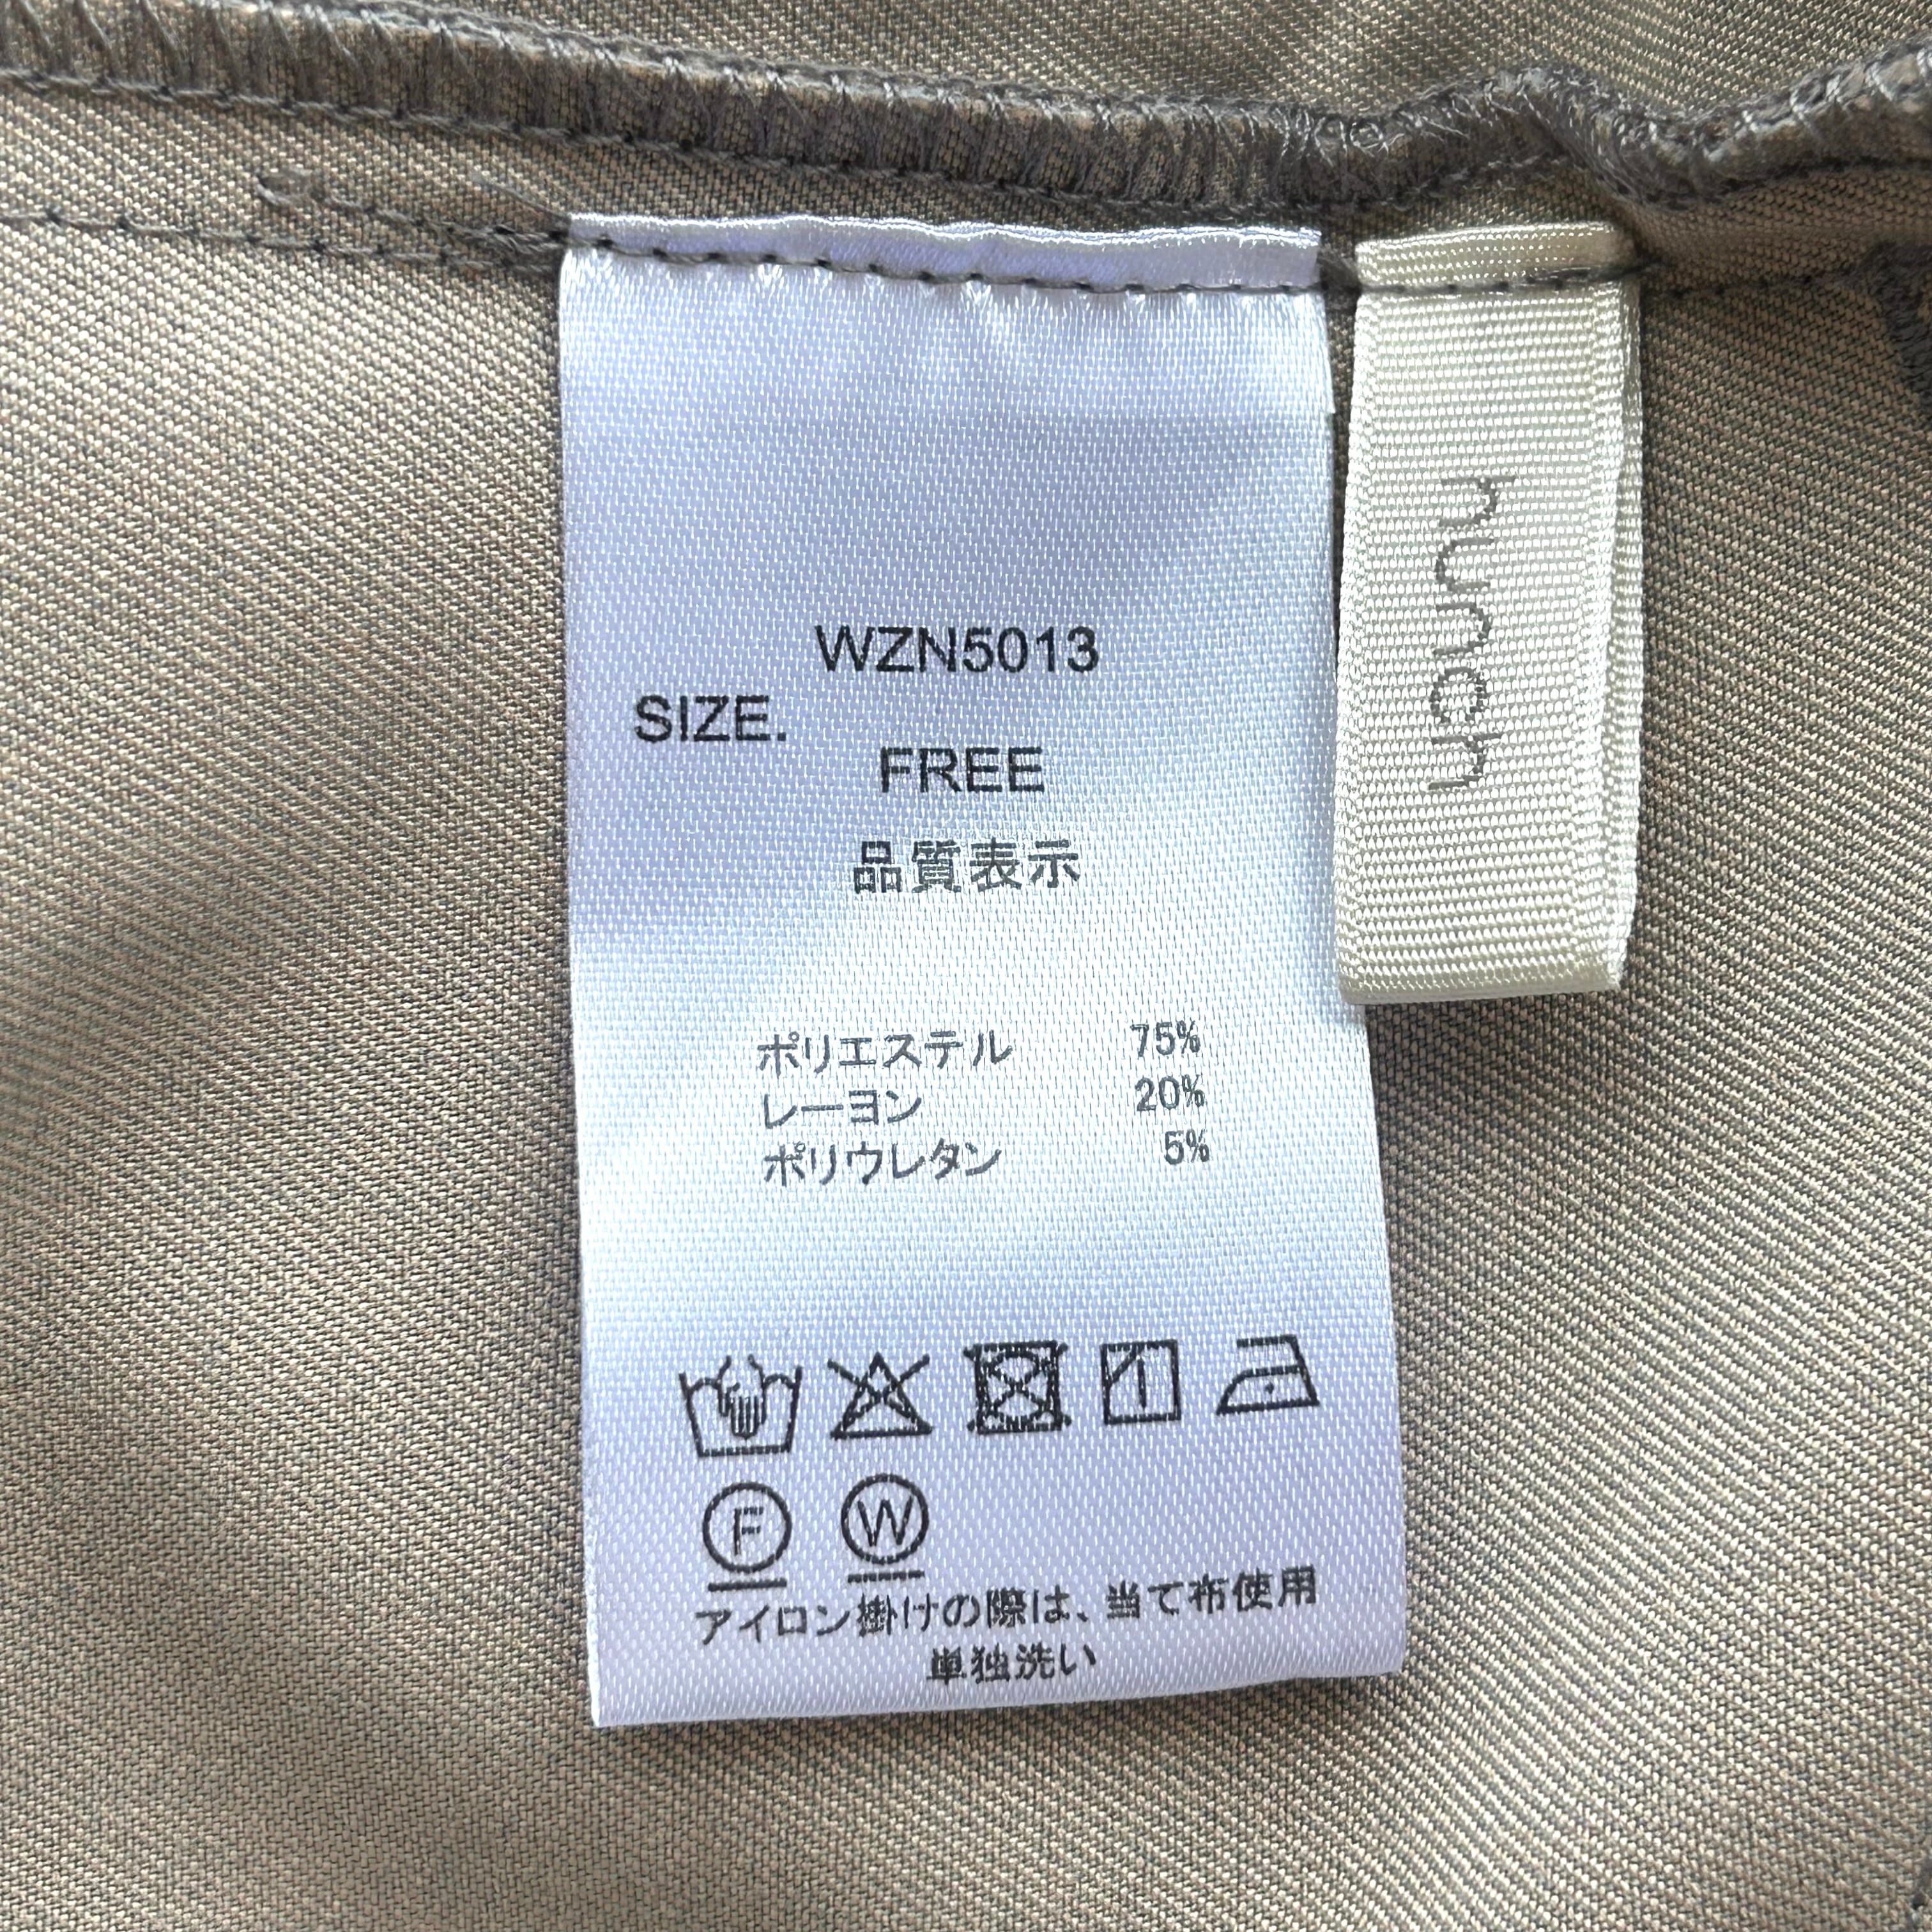 WZN5013
SIZE.
FREE
品質表示
ポリエステル 75%
レーヨン 20%
ポリウレタン 5%
F W
アイロン掛けの際は、当て布使用
単独洗い
hunch